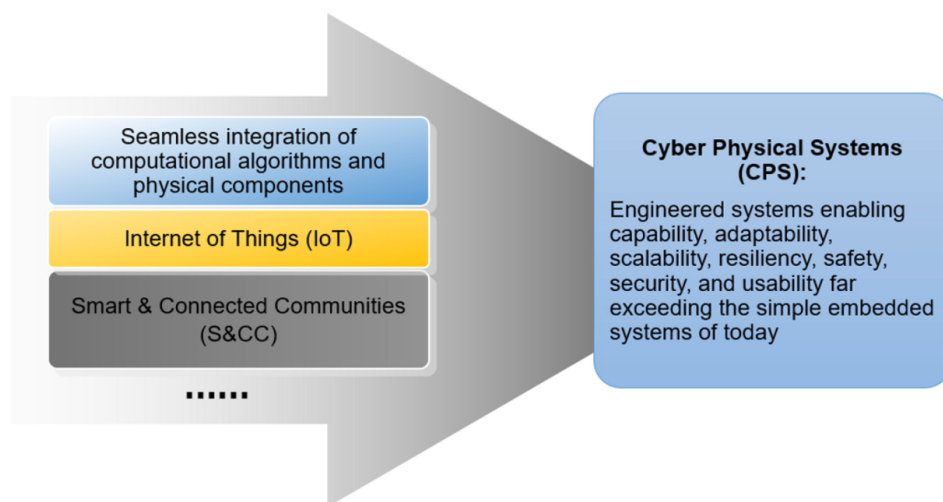 Seamless integration of
computational algorithms and
physical components
Internet of Things (IoT)
Smart & Connected Communities
(S&CC)
......
Cyber Physical Systems
(CPS):
Engineered systems enabling
capability, adaptability,
scalability, resiliency, safety,
security, and usability far
exceeding the simple embedded
systems of today